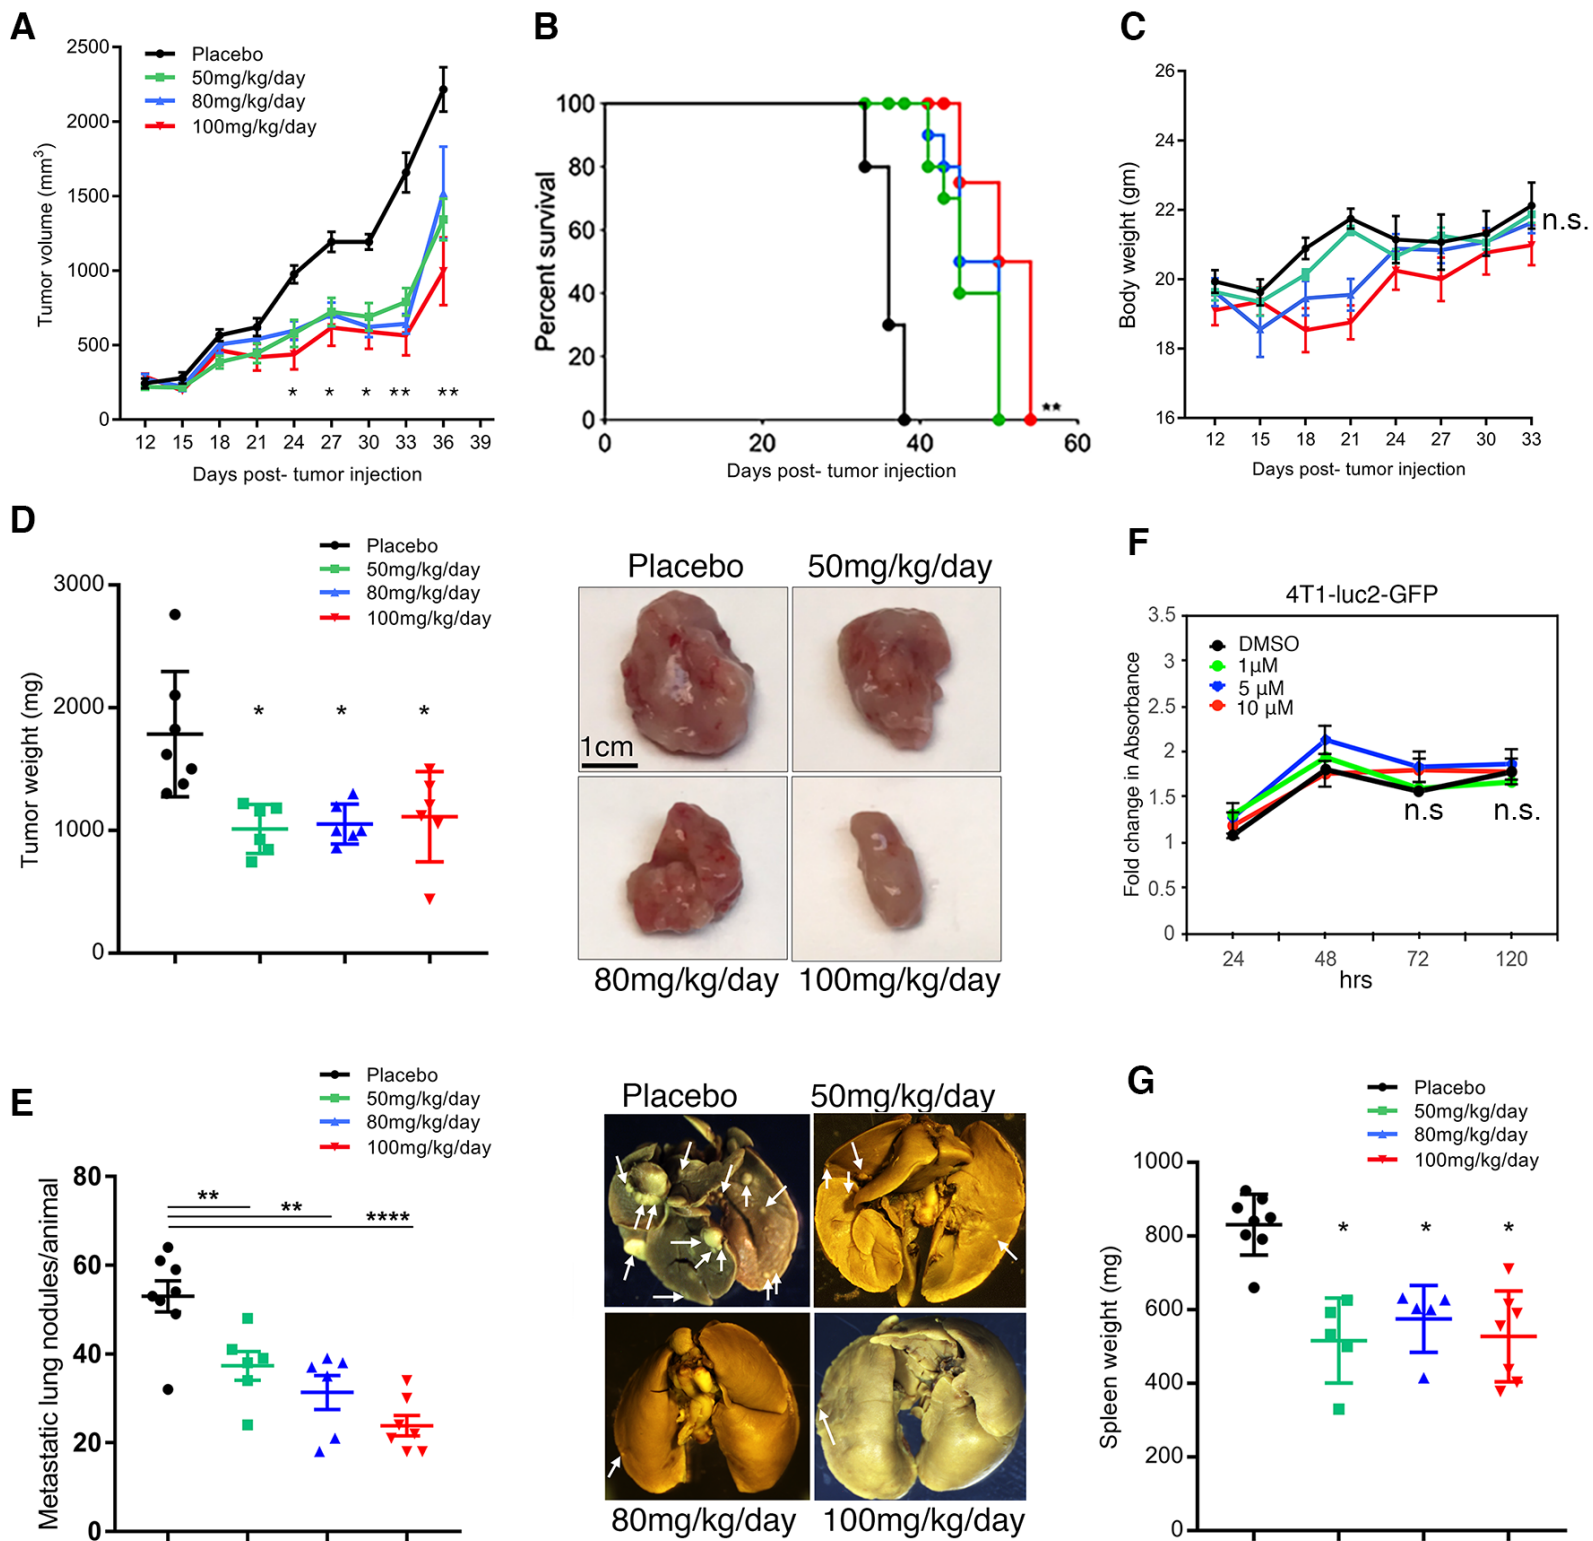 A
2500
2000
1500
1000
500
0
Tumor volume (mm3)
Placebo
50mg/kg/day
80mg/kg/day
100mg/kg/day
* * * ** **
12 15 18 21 24 27 30 33 36 39
Days post- tumor injection
B
100
80
60
40
20
0
Percent survival
**
0 20 40 60
Days post- tumor injection
C
26
24
22
20
18
16
Body weight (gm)
n.s.
12 15 18 21 24 27 30 33
Days post- tumor injection
D
Placebo
50mg/kg/day
80mg/kg/day
100mg/kg/day
3000
2000
1000
0
Tumor weight (mg)
* * *
Placebo 50mg/kg/day
1cm
80mg/kg/day 100mg/kg/day
F
4T1-luc2-GFP
3.5
3
2.5
2
1.5
1
0.5
0
Fold change in Absorbance
DMSO
1µM
5 µM
10 µM
n.s n.s.
24 48 72 120
hrs
E
Placebo
50mg/kg/day
80mg/kg/day
100mg/kg/day
80
60
40
20
0
Metastatic lung nodules/animal
**
**
****
Placebo 50mg/kg/day
80mg/kg/day 100mg/kg/day
G
Placebo
50mg/kg/day
80mg/kg/day
100mg/kg/day
1000
800
600
400
200
0
Spleen weight (mg)
* * *